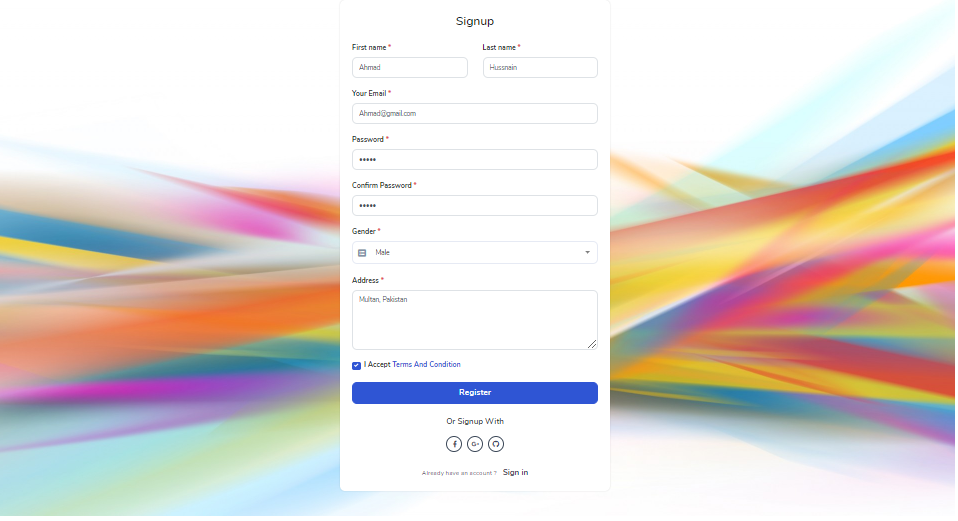 Signup
First name * Last name *
Ahmad Hussnain
Your Email *
Ahmad@gmail.com
Password *
•••••
Confirm Password *
•••••
Gender *
Male
Address *
Multan, Pakistan
I Accept Terms And Condition
Register
Or Signup With
f G+
Already have an account ? Sign in